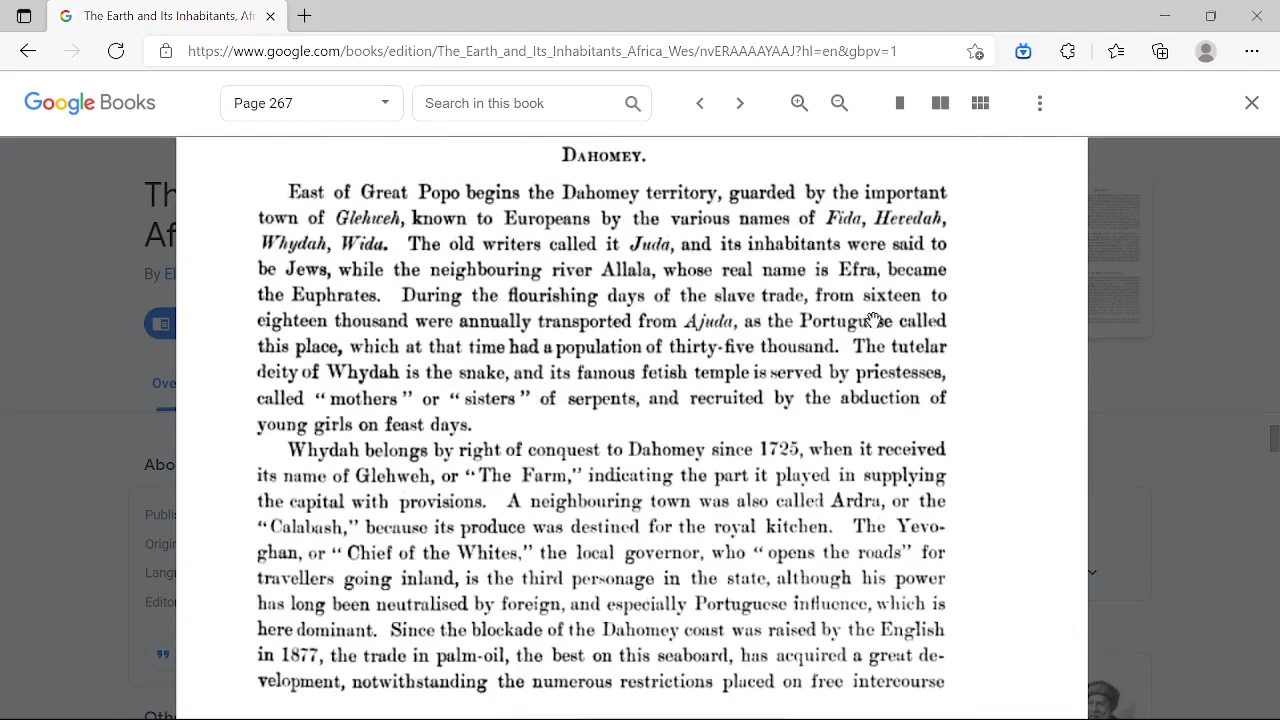 The Earth and Its Inhabitants, Afr
https://www.google.com/books/edition/The_Earth_and_Its_Inhabitants_Africa_Wes/nvERAAAAYAAJ?hl=en&gbpv=1
Google Books
Page 267
Search in this book
Th
Af
By El
Ove
Abo
Publis
Origin
Langu
Editor
Oth
DAHOMEY.
East of Great Popo begins the Dahomey territory, guarded by the important
town of Glehweh, known to Europeans by the various names of Fida, Hevedah,
Whydah, Wida. The old writers called it Juda, and its inhabitants were said to
be Jews, while the neighbouring river Allala, whose real name is Efra, became
the Euphrates. During the flourishing days of the slave trade, from sixteen to
eighteen thousand were annually transported from Ajuda, as the Portuguese called
this place, which at that time had a population of thirty-five thousand. The tutelar
deity of Whydah is the snake, and its famous fetish temple is served by priestesses,
called “mothers” or “sisters” of serpents, and recruited by the abduction of
young girls on feast days.
Whydah belongs by right of conquest to Dahomey since 1725, when it received
its name of Glehweh, or “The Farm,” indicating the part it played in supplying
the capital with provisions. A neighbouring town was also called Ardra, or the
“Calabash,” because its produce was destined for the royal kitchen. The Yevo-
ghan, or “Chief of the Whites,” the local governor, who “opens the roads” for
travellers going inland, is the third personage in the state, although his power
has long been neutralised by foreign, and especially Portuguese influence, which is
here dominant. Since the blockade of the Dahomey coast was raised by the English
in 1877, the trade in palm-oil, the best on this seaboard, has acquired a great de-
velopment, notwithstanding the numerous restrictions placed on free intercourse